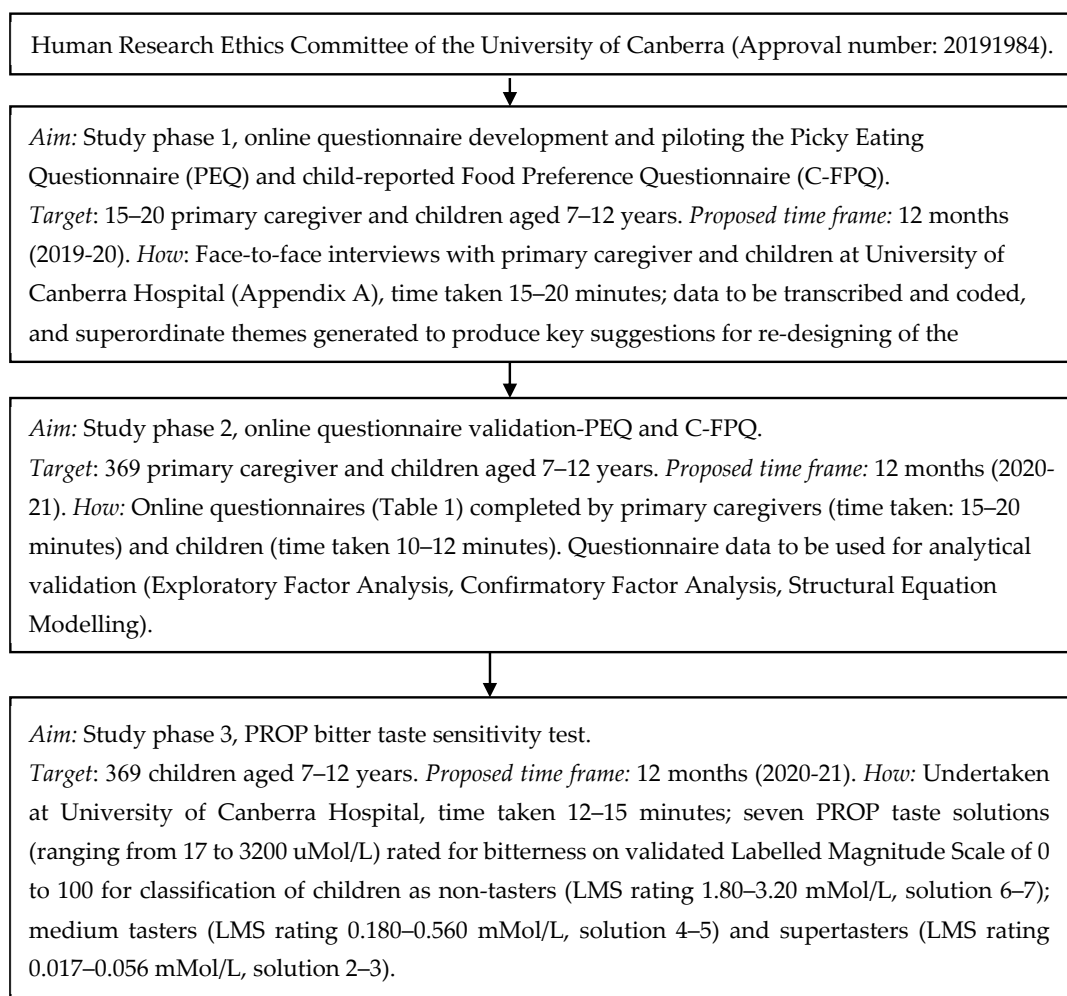 Human Research Ethics Committee of the University of Canberra (Approval number: 20191984).
Aim: Study phase 1, online questionnaire development and piloting the Picky Eating
Questionnaire (PEQ) and child-reported Food Preference Questionnaire (C-FPQ).
Target: 15–20 primary caregiver and children aged 7–12 years. Proposed time frame: 12 months
(2019-20). How: Face-to-face interviews with primary caregiver and children at University of
Canberra Hospital (Appendix A), time taken 15–20 minutes; data to be transcribed and coded,
and superordinate themes generated to produce key suggestions for re-designing of the
Aim: Study phase 2, online questionnaire validation-PEQ and C-FPQ.
Target: 369 primary caregiver and children aged 7–12 years. Proposed time frame: 12 months (2020-
21). How: Online questionnaires (Table 1) completed by primary caregivers (time taken: 15–20
minutes) and children (time taken 10–12 minutes). Questionnaire data to be used for analytical
validation (Exploratory Factor Analysis, Confirmatory Factor Analysis, Structural Equation
Modelling).
Aim: Study phase 3, PROP bitter taste sensitivity test.
Target: 369 children aged 7–12 years. Proposed time frame: 12 months (2020-21). How: Undertaken
at University of Canberra Hospital, time taken 12–15 minutes; seven PROP taste solutions
(ranging from 17 to 3200 uMol/L) rated for bitterness on validated Labelled Magnitude Scale of 0
to 100 for classification of children as non-tasters (LMS rating 1.80–3.20 mMol/L, solution 6–7);
medium tasters (LMS rating 0.180–0.560 mMol/L, solution 4–5) and supertasters (LMS rating
0.017–0.056 mMol/L, solution 2–3).